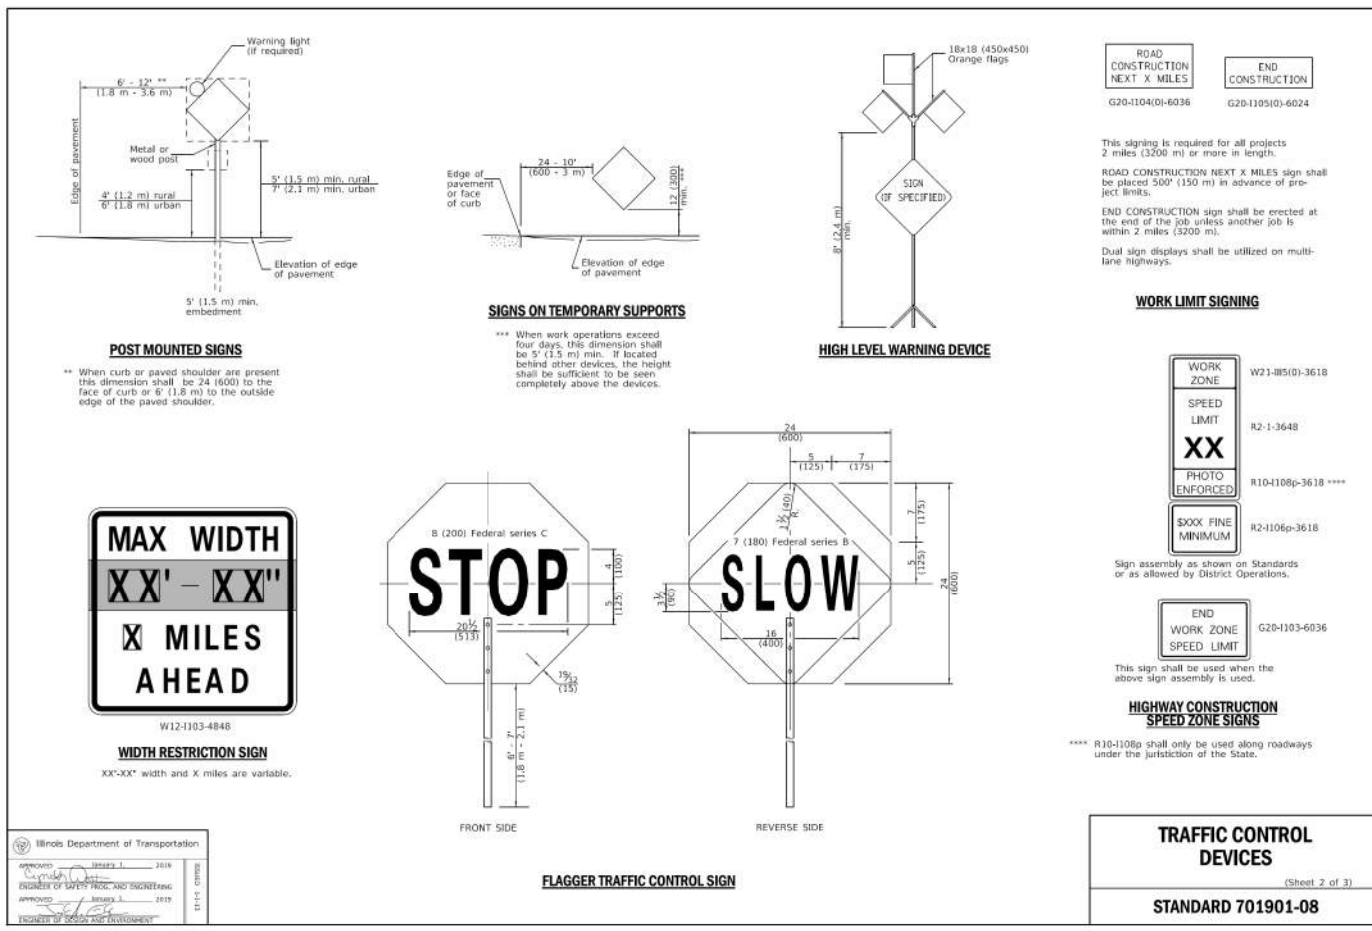 Warning light
(if required)
6' - 12' **
(1.8 m - 3.6 m)
Edge of pavement
Metal or
wood post
4' (1.2 m) rural
6' (1.8 m) urban
5' (1.5 m) min. rural
7' (2.1 m) min. urban
Elevation of edge
of pavement
5' (1.5 m) min.
embedment
POST MOUNTED SIGNS
** When curb or paved shoulder are present
this dimension shall be 24 (600) to the
face of curb or 6' (1.8 m) to the outside
edge of the paved shoulder.
Edge of
pavement
or face
of curb
24 - 10'
(600 - 3 m)
12 (300)
min. ***
Elevation of edge
of pavement
SIGNS ON TEMPORARY SUPPORTS
*** When work operations exceed
four days, this dimension shall
be 5' (1.5 m) min. If located
behind other devices, the height
shall be sufficient to be seen
completely above the devices.
18x18 (450x450)
Orange flags
SIGN
(IF SPECIFIED)
8' (2.4 m)
min.
HIGH LEVEL WARNING DEVICE
ROAD
CONSTRUCTION
NEXT X MILES
G20-I104(0)-6036
END
CONSTRUCTION
G20-I105(0)-6024
This signing is required for all projects
2 miles (3200 m) or more in length.
ROAD CONSTRUCTION NEXT X MILES sign shall
be placed 500' (150 m) in advance of pro-
ject limits.
END CONSTRUCTION sign shall be erected at
the end of the job unless another job is
within 2 miles (3200 m).
Dual sign displays shall be utilized on multi-
lane highways.
WORK LIMIT SIGNING
WORK
ZONE
W21-I115(0)-3618
SPEED
LIMIT
XX
R2-1-3648
PHOTO
ENFORCED
R10-I108p-3618 ****
$XXX FINE
MINIMUM
R2-I106p-3618
Sign assembly as shown on Standards
or as allowed by District Operations.
END
WORK ZONE
SPEED LIMIT
G20-I103-6036
This sign shall be used when the
above sign assembly is used.
HIGHWAY CONSTRUCTION
SPEED ZONE SIGNS
**** R10-I108p shall only be used along roadways
under the juristiction of the State.
MAX WIDTH
XX' - XX"
X MILES
AHEAD
W12-I103-4848
WIDTH RESTRICTION SIGN
XX'-XX" width and X miles are variable.
8 (200) Federal series C
STOP
20½
(513)
4
(100)
5
(125)
19/32
(15)
6' - 7'
(1.8 m - 2.1 m)
FRONT SIDE
24
(600)
5
(125)
7
(175)
1½ (40)
R.
7 (180) Federal series B
SLOW
3½
(90)
16
(400)
7
(175)
5
(125)
24
(600)
REVERSE SIDE
FLAGGER TRAFFIC CONTROL SIGN
Illinois Department of Transportation
APPROVED January 1, 2019
ENGINEER OF SAFETY PROG. AND ENGINEERING
APPROVED January 1, 2019
ENGINEER OF DESIGN AND ENVIRONMENT
TRAFFIC CONTROL
DEVICES
(Sheet 2 of 3)
STANDARD 701901-08